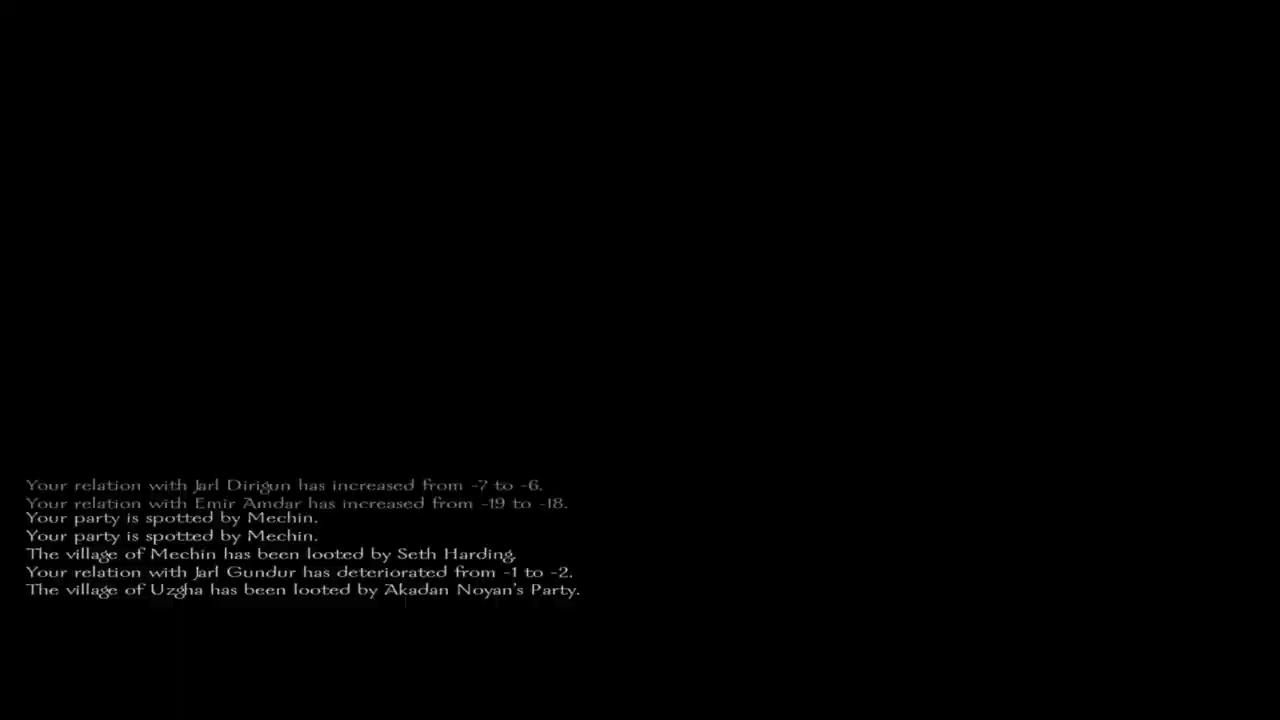 Your relation with Jarl Dirigun has increased from -7 to -6.
Your relation with Emir Amdar has increased from -19 to -18.
Your party is spotted by Mechin.
Your party is spotted by Mechin.
The village of Mechin has been looted by Seth Harding.
Your relation with Jarl Gundur has deteriorated from -1 to -2.
The village of Uzgha has been looted by Akadan Noyan's Party.